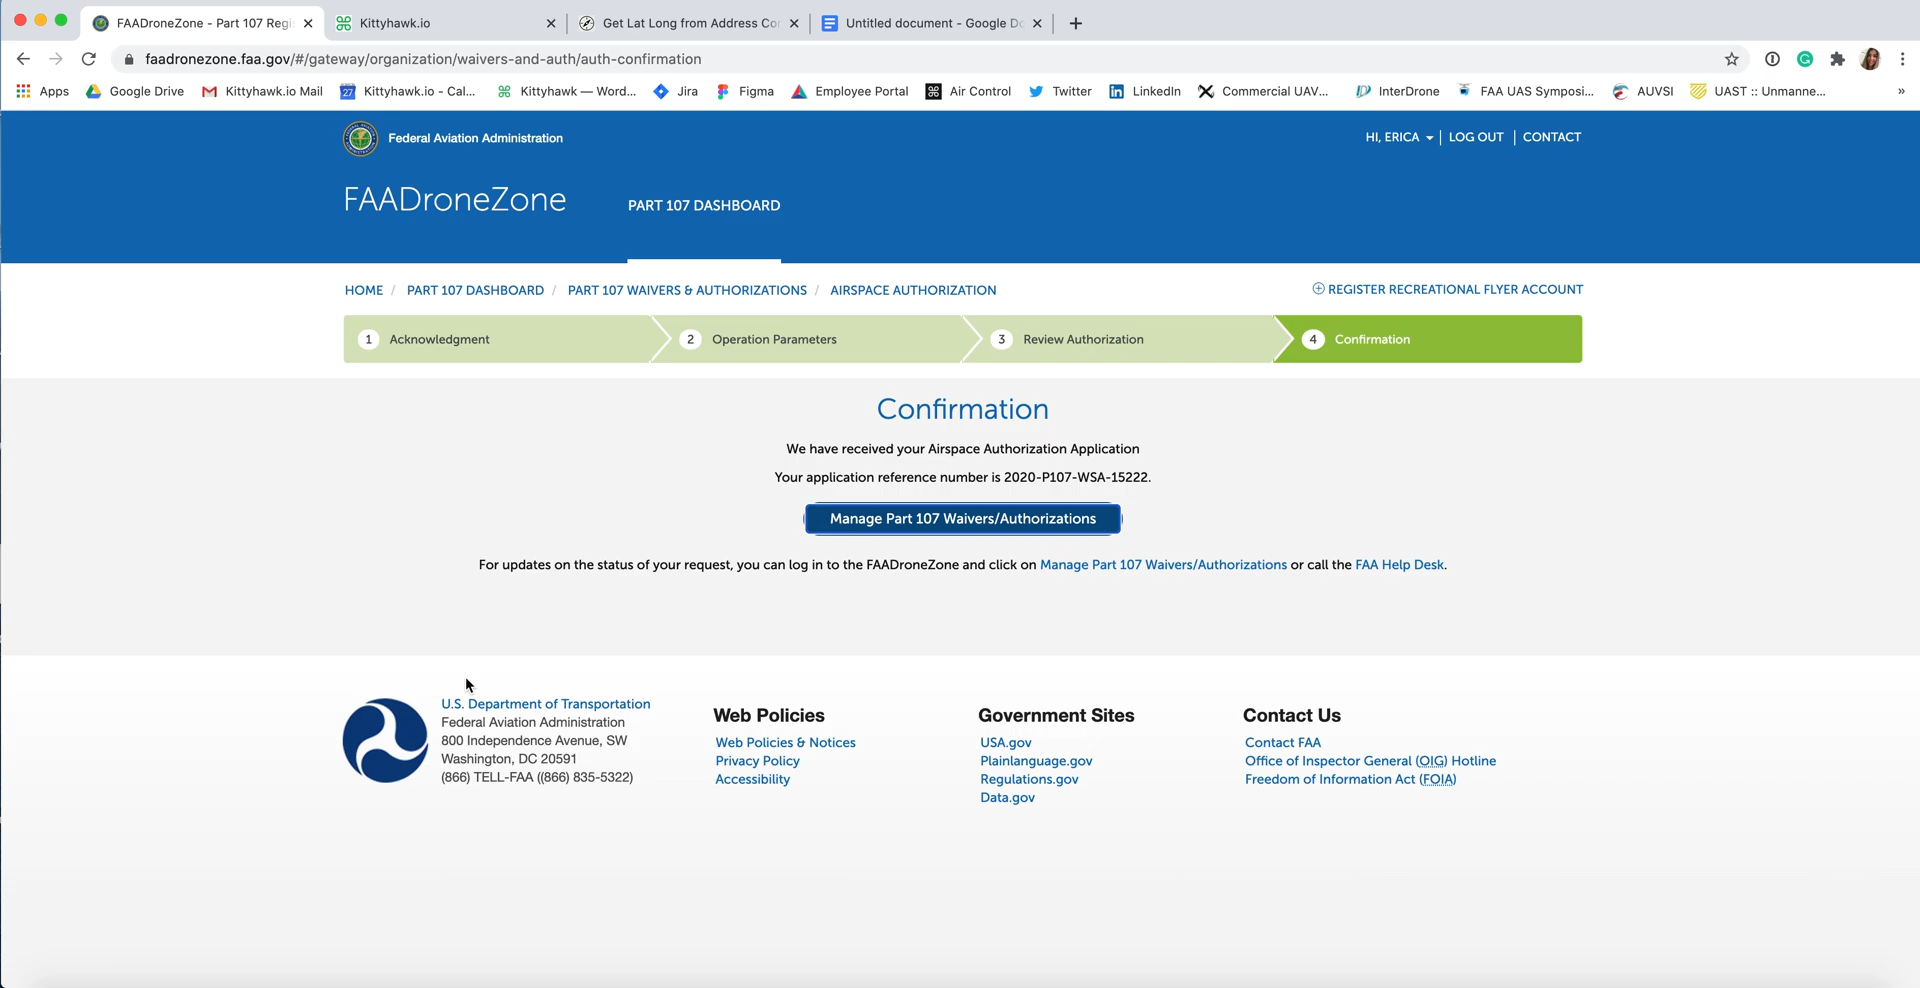 FAADroneZone - Part 107 Regi
Kittyhawk.io
Get Lat Long from Address Co
Untitled document - Google Do
faadronezone.faa.gov/#/gateway/organization/waivers-and-auth/auth-confirmation
Apps
Google Drive
Kittyhawk.io Mail
27
Kittyhawk.io - Cal...
Kittyhawk — Word...
Jira
Figma
Employee Portal
Air Control
Twitter
LinkedIn
Commercial UAV...
InterDrone
FAA UAS Symposi...
AUVSI
UAST :: Unmanne...
»
Federal Aviation Administration
HI, ERICA
LOG OUT
CONTACT
FAADroneZone
PART 107 DASHBOARD
HOME / PART 107 DASHBOARD / PART 107 WAIVERS & AUTHORIZATIONS / AIRSPACE AUTHORIZATION
REGISTER RECREATIONAL FLYER ACCOUNT
1 Acknowledgment
2 Operation Parameters
3 Review Authorization
4 Confirmation
Confirmation
We have received your Airspace Authorization Application
Your application reference number is 2020-P107-WSA-15222.
Manage Part 107 Waivers/Authorizations
For updates on the status of your request, you can log in to the FAADroneZone and click on Manage Part 107 Waivers/Authorizations or call the FAA Help Desk.
U.S. Department of Transportation
Federal Aviation Administration
800 Independence Avenue, SW
Washington, DC 20591
(866) TELL-FAA ((866) 835-5322)
Web Policies
Web Policies & Notices
Privacy Policy
Accessibility
Government Sites
USA.gov
Plainlanguage.gov
Regulations.gov
Data.gov
Contact Us
Contact FAA
Office of Inspector General (OIG) Hotline
Freedom of Information Act (FOIA)